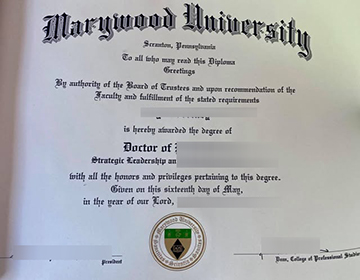 Marywood University
Scranton, Pennsylvania
To all who may read this Diploma
Greetings
By authority of the Board of Trustees and upon recommendation of the
Faculty and fulfillment of the stated requirements
is hereby awarded the degree of
Doctor of
Strategic Leadership an
with all the honors and privileges pertaining to this degree.
Given on this sixteenth day of May,
in the year of our Lord,
Marywood University
President
Dean, College of Professional Studies